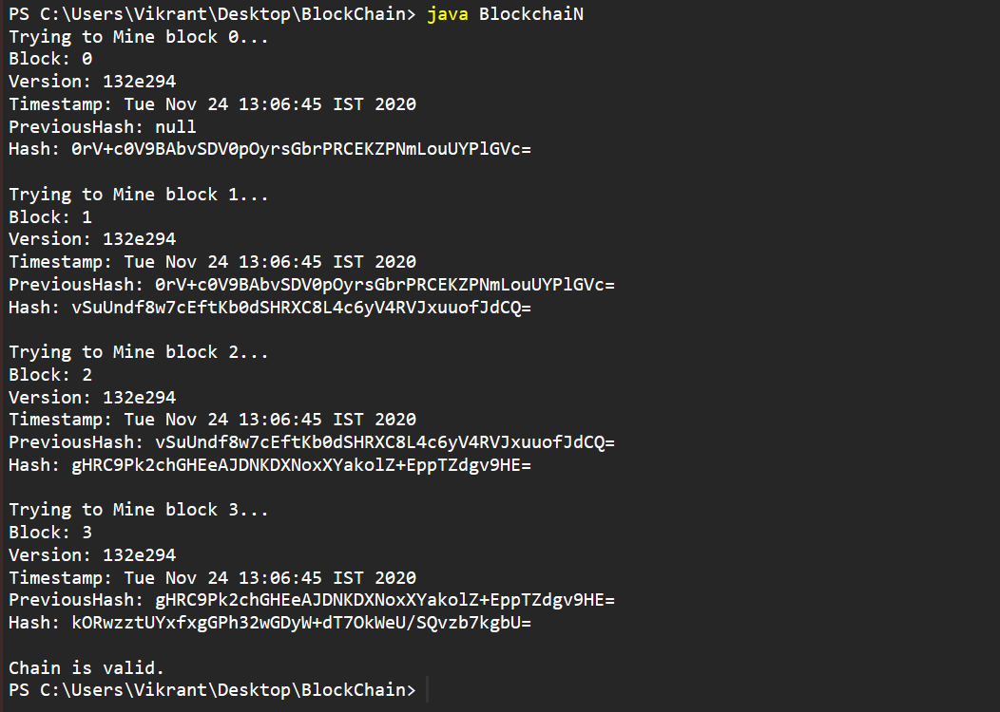 PS C:\Users\Vikrant\Desktop\BlockChain> java BlockchaiN
Trying to Mine block 0...
Block: 0
Version: 132e294
Timestamp: Tue Nov 24 13:06:45 IST 2020
PreviousHash: null
Hash: 0rV+c0V9BAbvSDV0pOyrsGbrPRCEKZPNmLouUYPlGVc=
Trying to Mine block 1...
Block: 1
Version: 132e294
Timestamp: Tue Nov 24 13:06:45 IST 2020
PreviousHash: 0rV+c0V9BAbvSDV0pOyrsGbrPRCEKZPNmLouUYPlGVc=
Hash: vSuUndf8w7cEftKb0dSHRXC8L4c6yV4RVJxuuofJdCQ=
Trying to Mine block 2...
Block: 2
Version: 132e294
Timestamp: Tue Nov 24 13:06:45 IST 2020
PreviousHash: vSuUndf8w7cEftKb0dSHRXC8L4c6yV4RVJxuuofJdCQ=
Hash: gHRC9Pk2chGHEeAJDNKDXNoxXYakolZ+EppTZdgv9HE=
Trying to Mine block 3...
Block: 3
Version: 132e294
Timestamp: Tue Nov 24 13:06:45 IST 2020
PreviousHash: gHRC9Pk2chGHEeAJDNKDXNoxXYakolZ+EppTZdgv9HE=
Hash: kORwzztUYxfxgGPh32wGDyW+dT7OkWeU/SQvzb7kgbU=
Chain is valid.
PS C:\Users\Vikrant\Desktop\BlockChain>